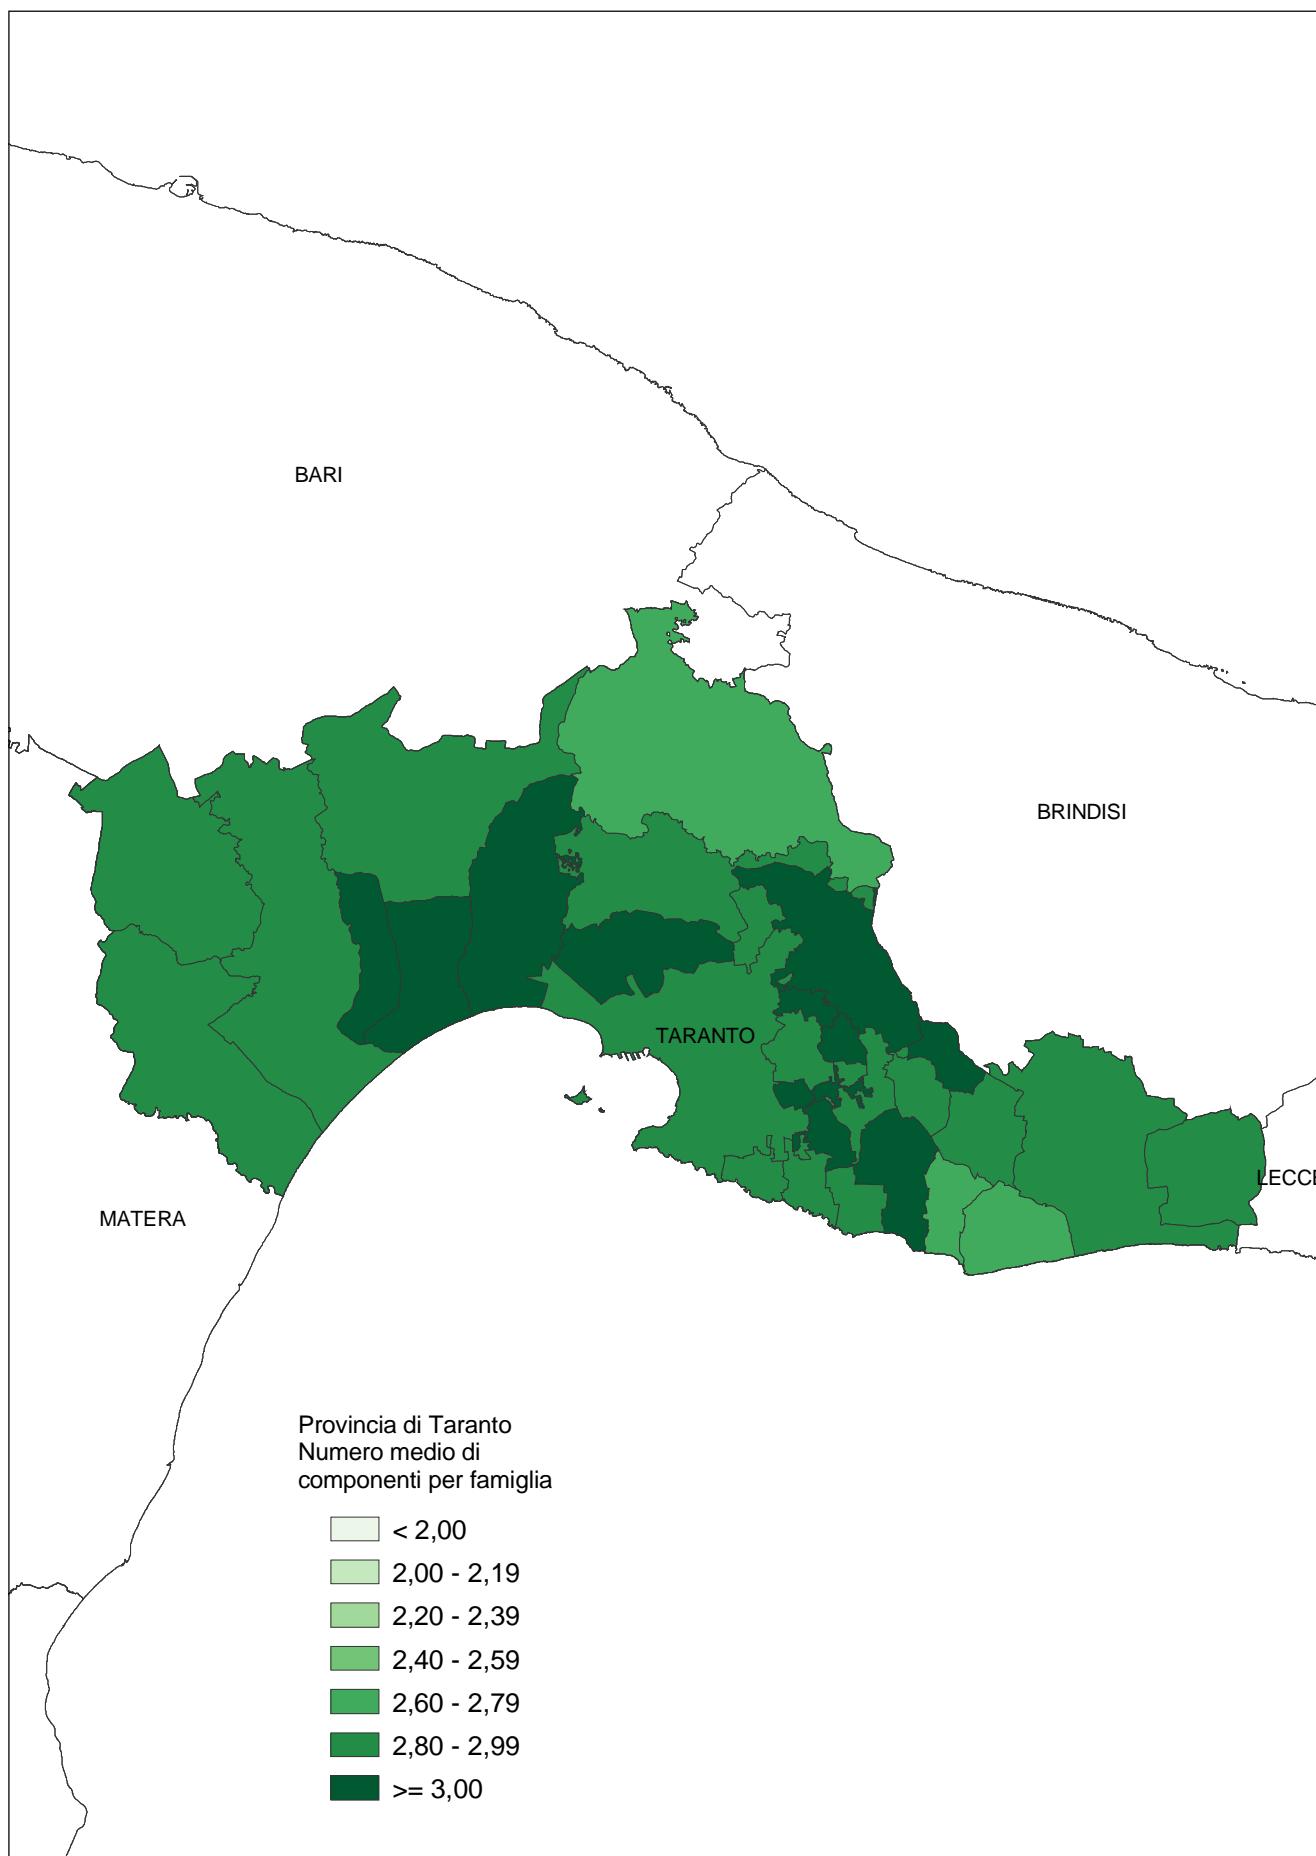 BARI
BRINDISI
TARANTO
LECCE
MATERA
Provincia di Taranto
Numero medio di
componenti per famiglia
< 2,00
2,00 - 2,19
2,20 - 2,39
2,40 - 2,59
2,60 - 2,79
2,80 - 2,99
>= 3,00